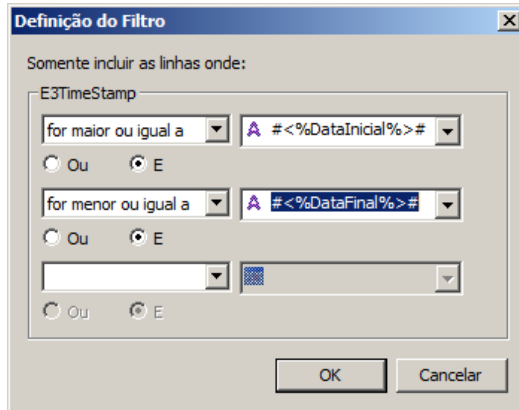 Definição do Filtro
Somente incluir as linhas onde:
E3TimeStamp
for maior ou igual a
A #<%DataInicial%>#
Ou E
for menor ou igual a
A #<%DataFinal%>#
Ou E
Ou E
OK Cancelar